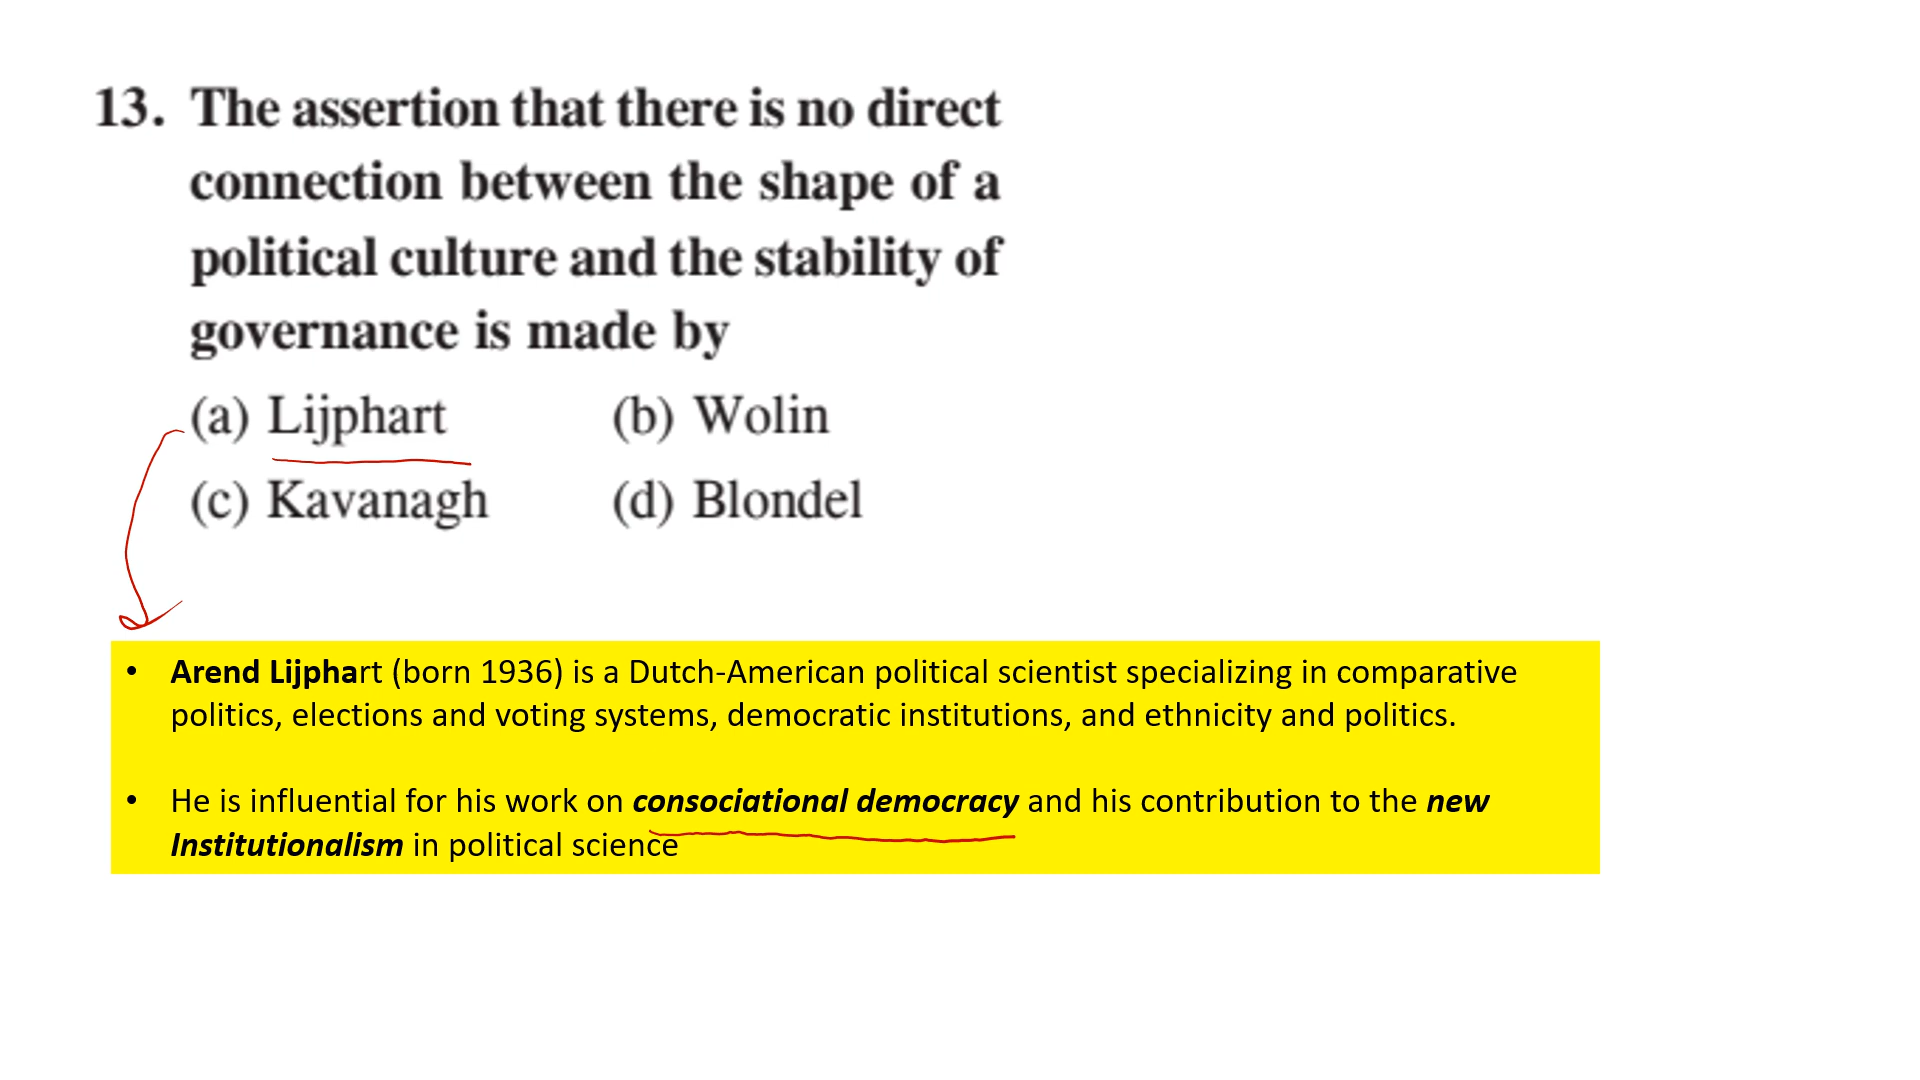 13. The assertion that there is no direct
connection between the shape of a
political culture and the stability of
governance is made by
(a) Lijphart (b) Wolin
(c) Kavanagh (d) Blondel
• Arend Lijphart (born 1936) is a Dutch-American political scientist specializing in comparative
politics, elections and voting systems, democratic institutions, and ethnicity and politics.
• He is influential for his work on consociational democracy and his contribution to the new
Institutionalism in political science